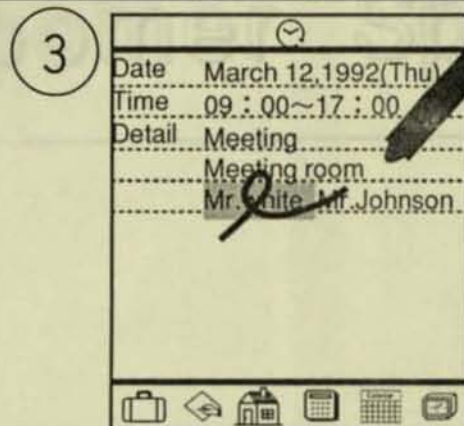 3
Date March 12,1992(Thu)
Time 09 : 00~17 : 00
Detail Meeting
Meeting room
Mr.White, Mr.Johnson